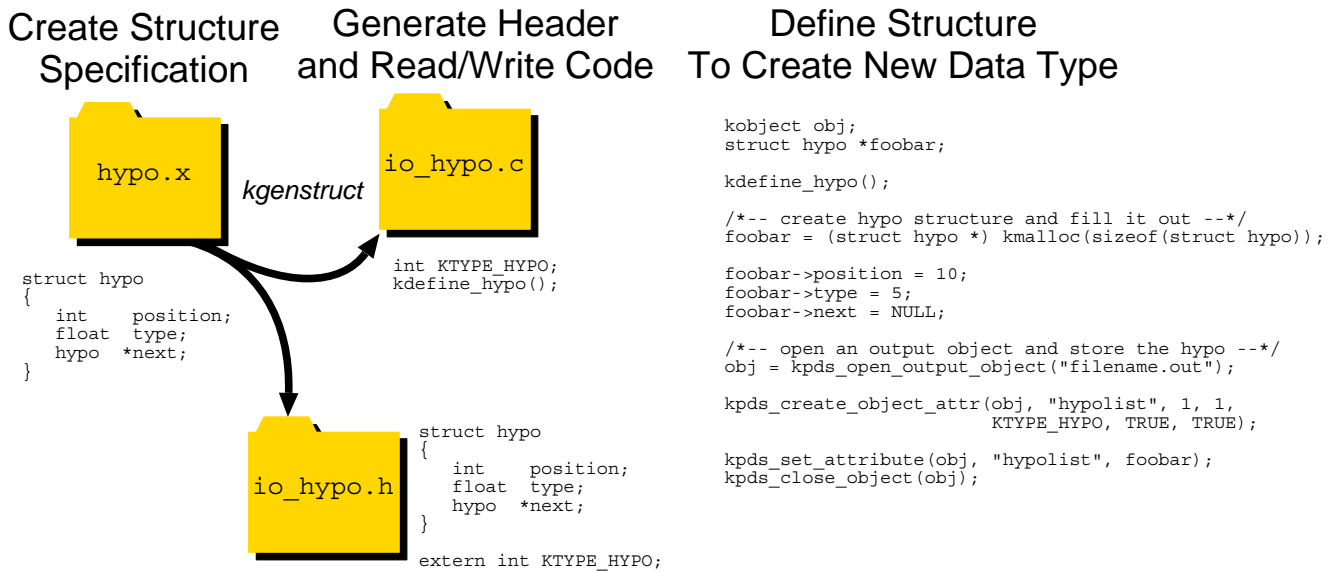 Create Structure
Specification
Generate Header
and Read/Write Code
Define Structure
To Create New Data Type
hypo.x
kgenstruct
io_hypo.c
struct hypo
{
   int    position;
   float  type;
   hypo  *next;
}
int KTYPE_HYPO;
kdefine_hypo();
io_hypo.h
struct hypo
{
   int    position;
   float  type;
   hypo  *next;
}
extern int KTYPE_HYPO;
kobject obj;
struct hypo *foobar;
kdefine_hypo();
/*-- create hypo structure and fill it out --*/
foobar = (struct hypo *) kmalloc(sizeof(struct hypo));
foobar->position = 10;
foobar->type = 5;
foobar->next = NULL;
/*-- open an output object and store the hypo --*/
obj = kpds_open_output_object("filename.out");
kpds_create_object_attr(obj, "hypolist", 1, 1,
                             KTYPE_HYPO, TRUE, TRUE);
kpds_set_attribute(obj, "hypolist", foobar);
kpds_close_object(obj);